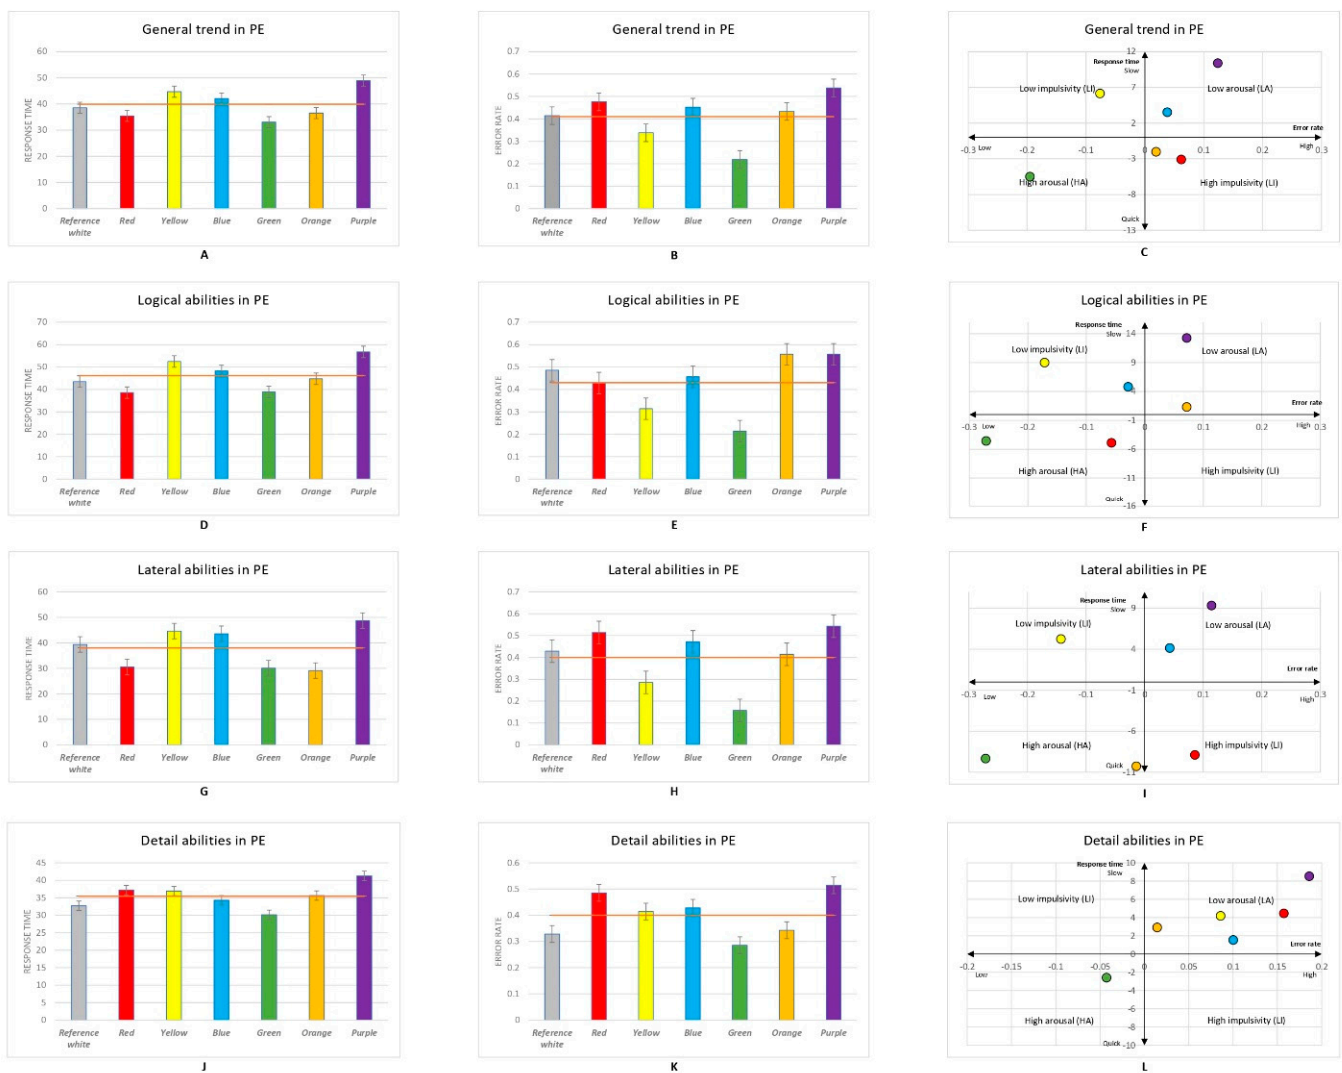 General trend in PE
60
50
40
30
20
10
0
RESPONSE TIME
Reference white
Red
Yellow
Blue
Green
Orange
Purple
A
General trend in PE
0.7
0.6
0.5
0.4
0.3
0.2
0.1
0
ERROR RATE
Reference white
Red
Yellow
Blue
Green
Orange
Purple
B
General trend in PE
12
Response time
Slow
Low impulsivity (LI)
7
Low arousal (LA)
2
Error rate
-0.3
Low
-0.2
-0.1
0
0.1
0.2
High
0.3
-3
High arousal (HA)
High impulsivity (LI)
-8
Quick
-13
C
Logical abilities in PE
70
60
50
40
30
20
10
0
RESPONSE TIME
Reference white
Red
Yellow
Blue
Green
Orange
Purple
D
Logical abilities in PE
0.7
0.6
0.5
0.4
0.3
0.2
0.1
0
ERROR RATE
Reference white
Red
Yellow
Blue
Green
Orange
Purple
E
Logical abilities in PE
Response time
Slow
14
Low impulsivity (LI)
Low arousal (LA)
9
4
Error rate
-1
-0.3
Low
-0.2
-0.1
0
0.1
0.2
High
0.3
-6
High arousal (HA)
High impulsivity (LI)
-11
Quick
-16
F
Lateral abilities in PE
60
50
40
30
20
10
0
RESPONSE TIME
Reference white
Red
Yellow
Blue
Green
Orange
Purple
G
Lateral abilities in PE
0.7
0.6
0.5
0.4
0.3
0.2
0.1
0
ERROR RATE
Reference white
Red
Yellow
Blue
Green
Orange
Purple
H
Lateral abilities in PE
Response time
Slow
9
Low impulsivity (LI)
Low arousal (LA)
4
Error rate
-0.3
Low
-0.2
-0.1
-1
0
0.1
0.2
High
0.3
-6
High arousal (HA)
High impulsivity (LI)
Quick
-11
I
Detail abilities in PE
45
40
35
30
25
20
15
10
5
0
RESPONSE TIME
Reference white
Red
Yellow
Blue
Green
Orange
Purple
J
Detail abilities in PE
0.6
0.5
0.4
0.3
0.2
0.1
0
ERROR RATE
Reference white
Red
Yellow
Blue
Green
Orange
Purple
K
Detail abilities in PE
Response time
Slow
10
8
Low impulsivity (LI)
Low arousal (LA)
6
4
2
Error rate
0
-0.2
Low
-0.15
-0.1
-0.05
0
0.05
0.1
0.15
High
0.2
-2
-4
-6
High arousal (HA)
High impulsivity (LI)
-8
Quick
-10
L